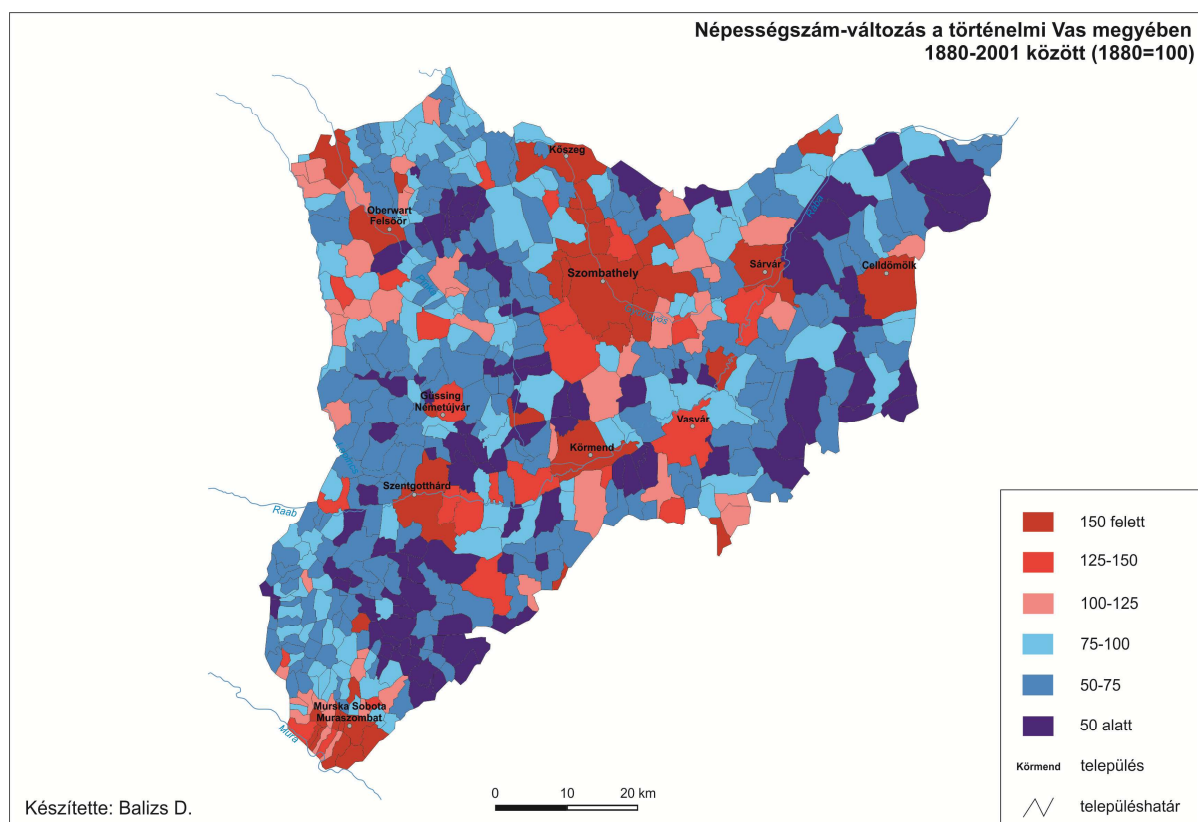 Népességszám-változás a történelmi Vas megyében
1880-2001 között (1880=100)
Kőszeg
Oberwart
Felsőőr
Rába
Szombathely
Sárvár
Celldömölk
Güssing
Németújvár
Vasvár
Körmend
Szentgotthárd
Raab
Murska Sobota
Muraszombat
Mura
150 felett
125-150
100-125
75-100
50-75
50 alatt
Körmend település
településhatár
0 10 20 km
Készítette: Balizs D.